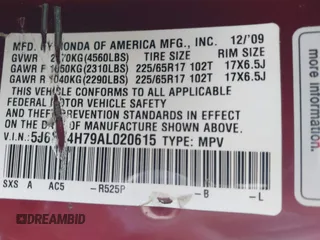 MFD. BY HONDA OF AMERICA MFG., INC. 12/'09
GVWR 70KG(4560LBS) TIRE SIZE RIM SIZE
GAWR F 1050KG(2310LBS) 225/65R17 102T 17X6.5J
GAWR R 1040KG(2290LBS) 225/65R17 102T 17X6.5J
THIS VEHICLE CONFORMS TO ALL APPLICABLE
FEDERAL MOTOR VEHICLE SAFETY AND
THEFT PREVENTION STANDARDS IN EFFECT ON THE
DATE OF MANUFACTURE SHOWN ABOVE.
V.I.N: 4H79AL020615 TYPE: MPV
SXS A AC5 -R525P -B -L
DREAMBID